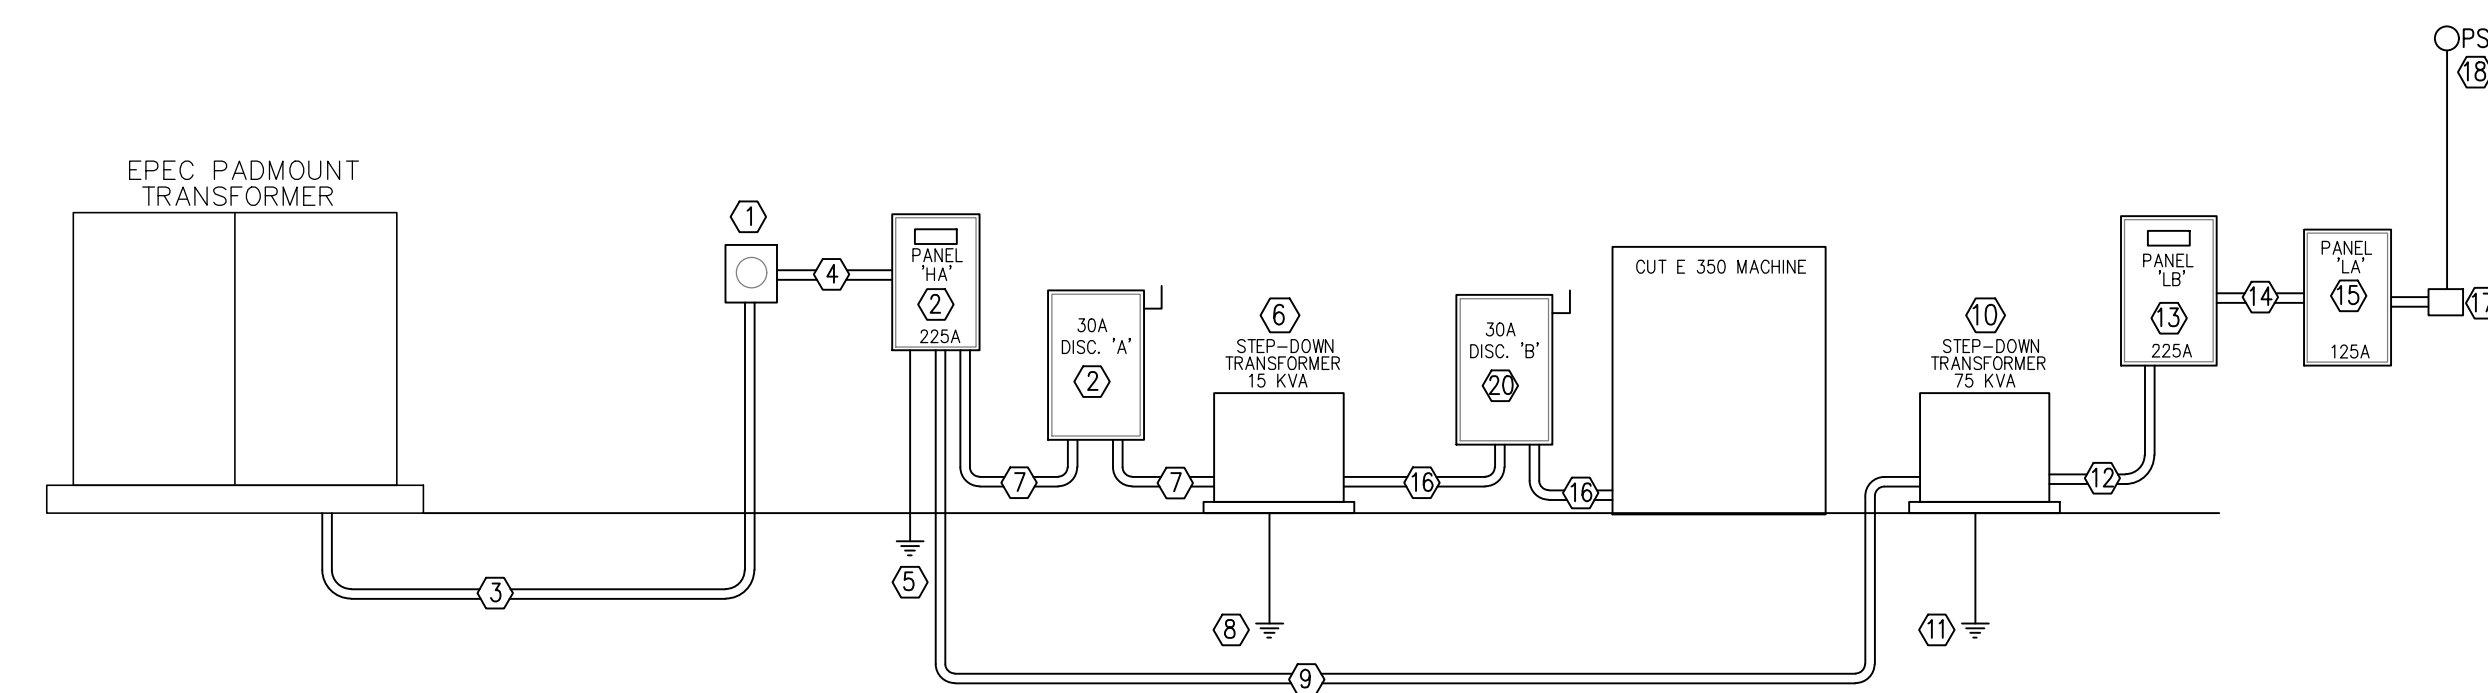 EPEC PADMOUNT
TRANSFORMER
1
4
3
PANEL
'HA'
2
225A
5
7
30A
DISC. 'A'
2
7
6
STEP-DOWN
TRANSFORMER
15 KVA
8
9
16
30A
DISC. 'B'
20
16
CUT E 350 MACHINE
10
STEP-DOWN
TRANSFORMER
75 KVA
11
12
PANEL
'LB'
13
225A
14
PANEL
'LA'
15
125A
PS
18
17